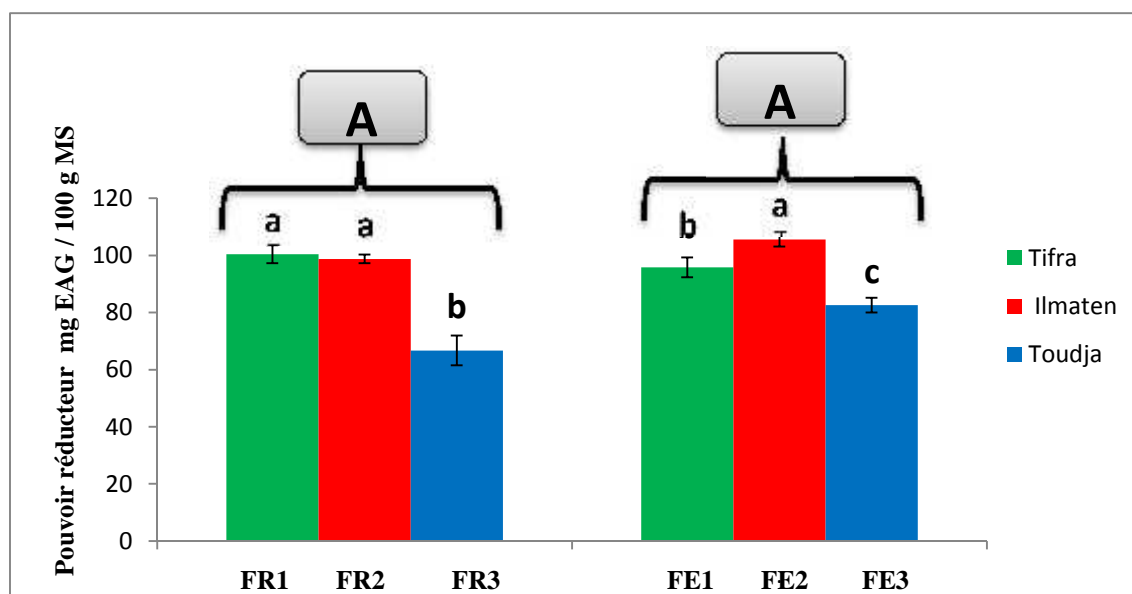 A A
Pouvoir réducteur mg EAG / 100 g MS
120
100
80
60
40
20
0
a a b
b a c
FR1 FR2 FR3 FE1 FE2 FE3
Tifra
Ilmaten
Toudja